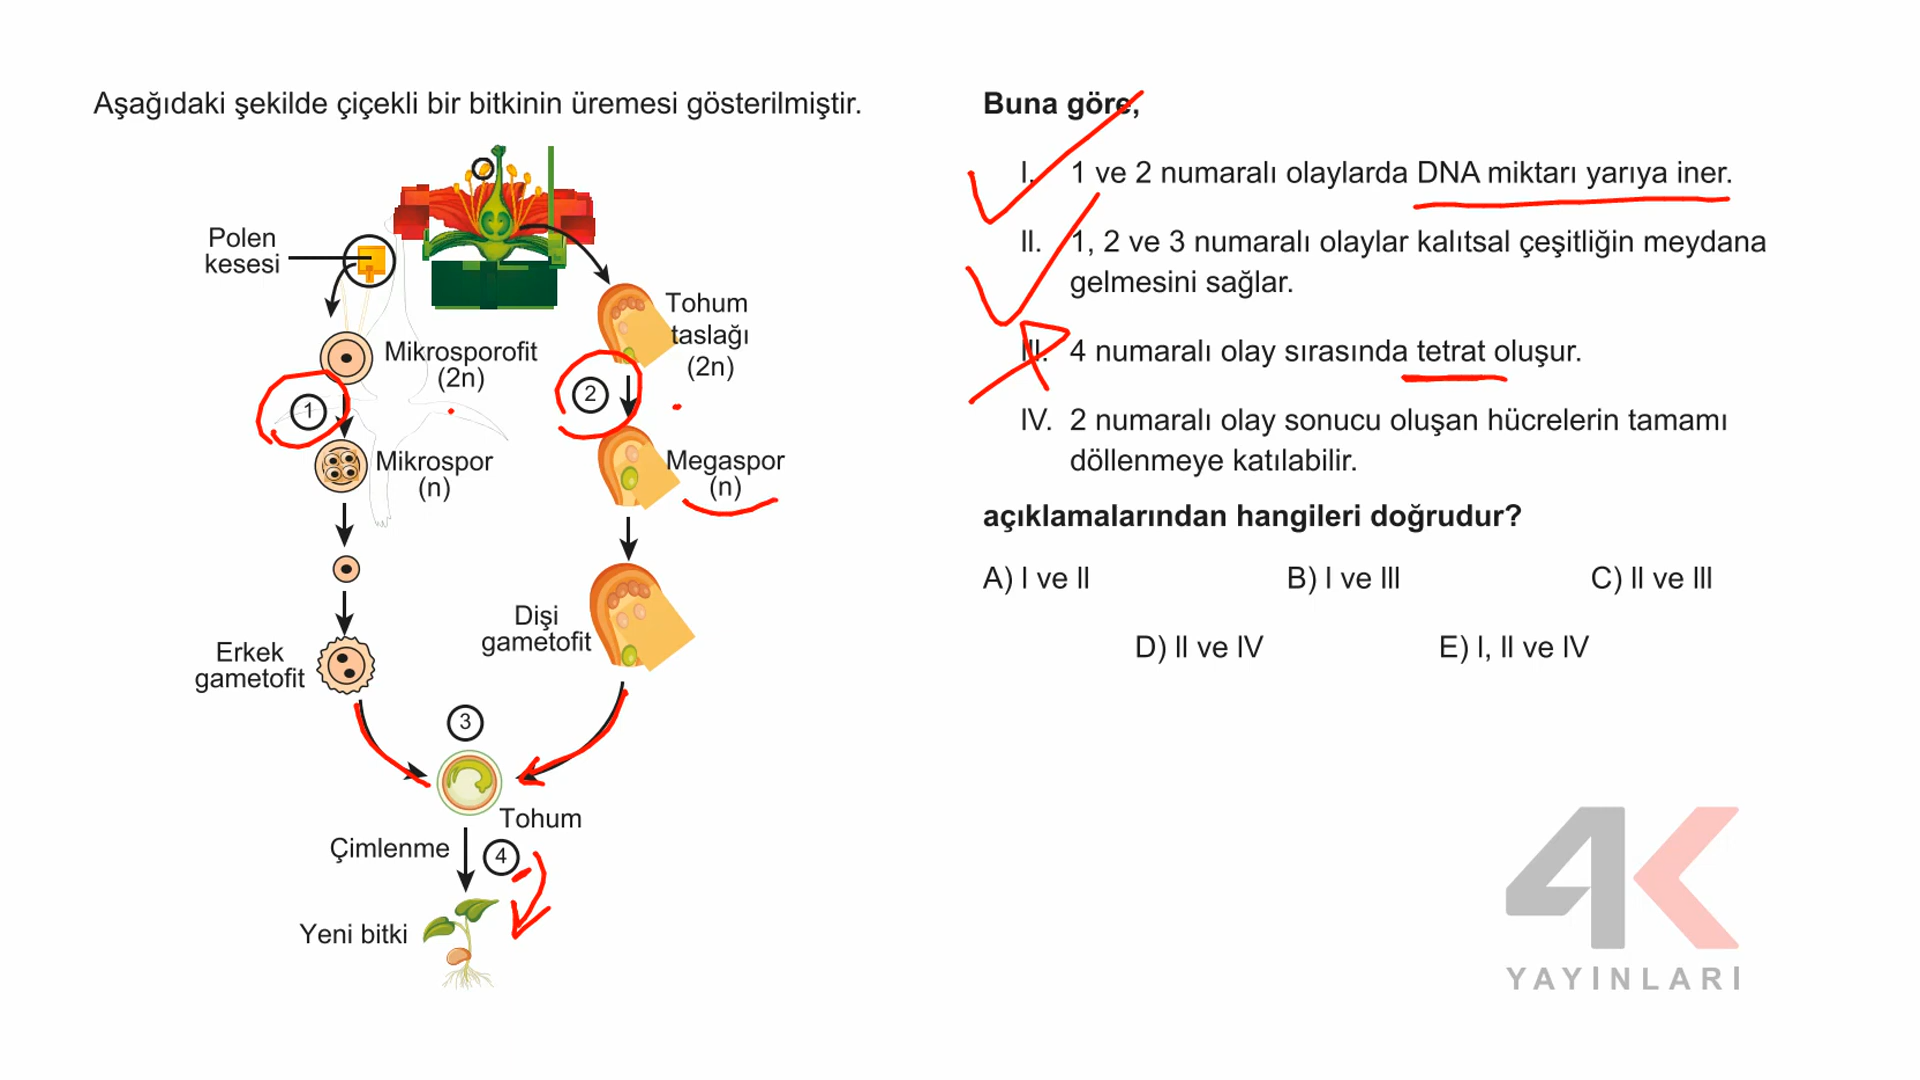 Aşağıdaki şekilde çiçekli bir bitkinin üremesi gösterilmiştir.
Polen
kesesi
Mikrosporofit
(2n)
1
Mikrospor
(n)
Erkek
gametofit
Tohum
taslağı
(2n)
2
Megaspor
(n)
Dişi
gametofit
3
Tohum
Çimlenme
4
Yeni bitki
Buna göre,
I. 1 ve 2 numaralı olaylarda DNA miktarı yarıya iner.
II. 1, 2 ve 3 numaralı olaylar kalıtsal çeşitliğin meydana
gelmesini sağlar.
III. 4 numaralı olay sırasında tetrat oluşur.
IV. 2 numaralı olay sonucu oluşan hücrelerin tamamı
döllenmeye katılabilir.
açıklamalarından hangileri doğrudur?
A) I ve II B) I ve III C) II ve III
D) II ve IV E) I, II ve IV
4K
YAYINLARI